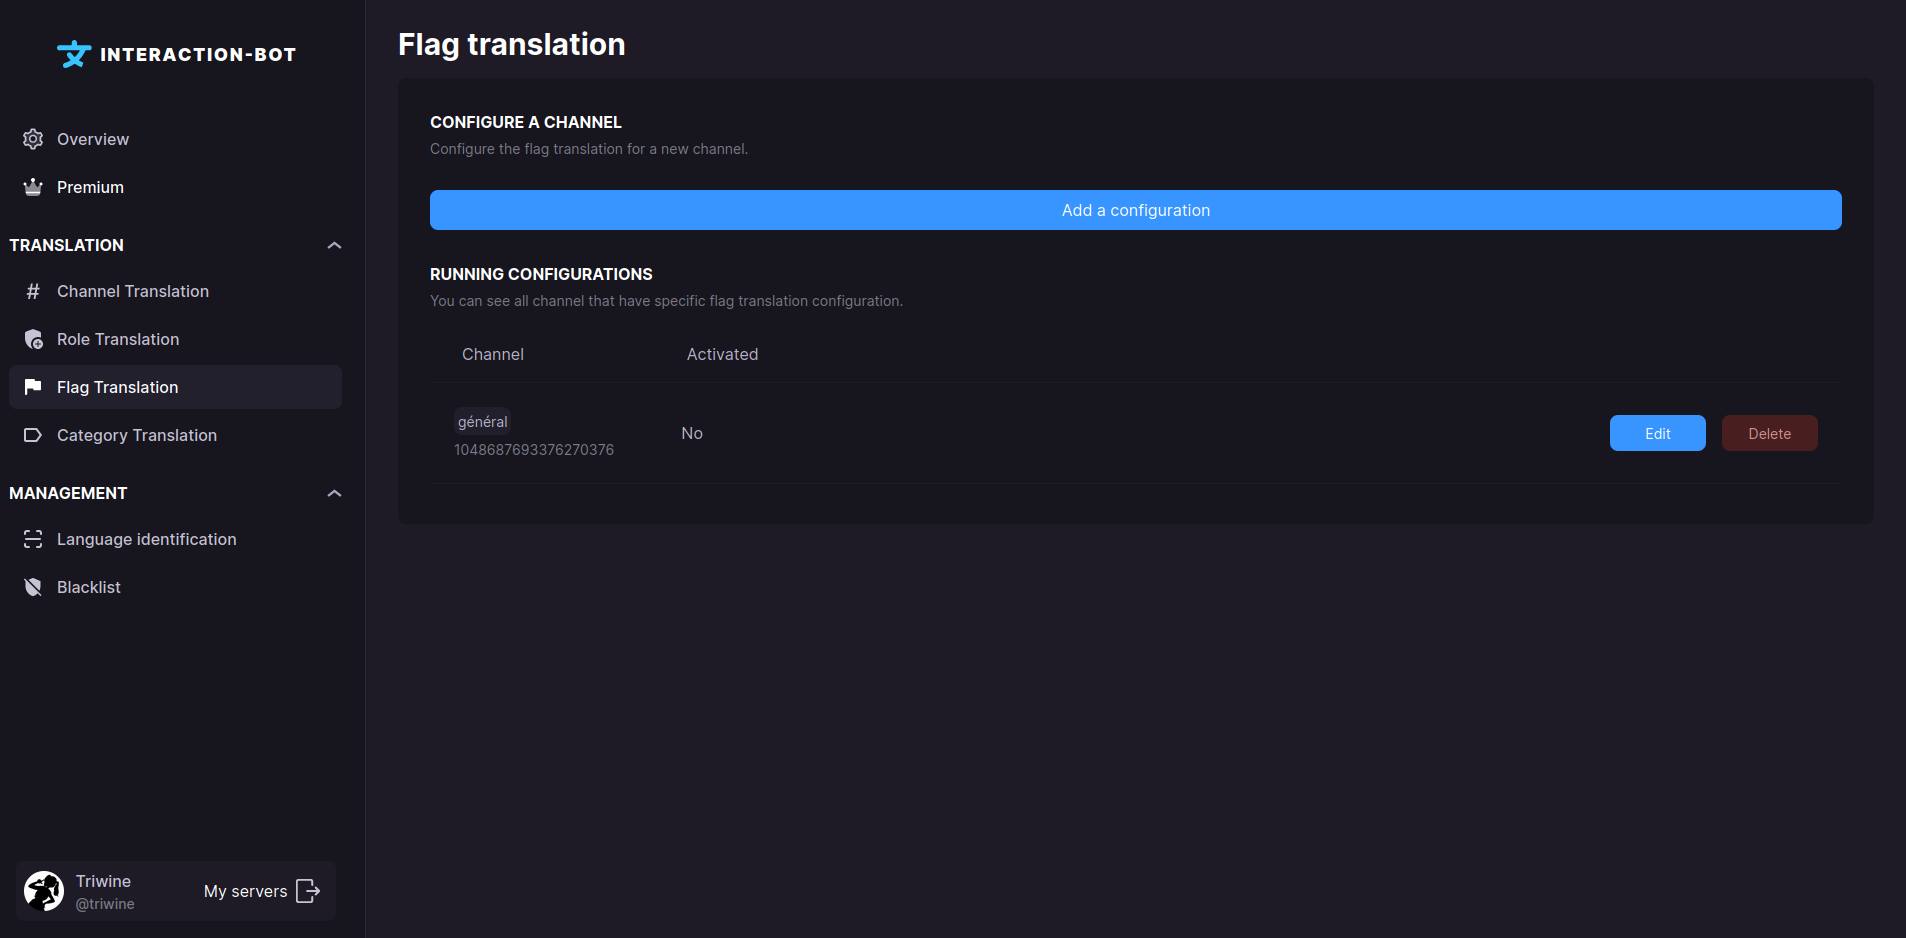 INTERACTION-BOT
Overview
Premium
TRANSLATION
Channel Translation
Role Translation
Flag Translation
Category Translation
MANAGEMENT
Language identification
Blacklist
Triwine
@triwine
My servers
Flag translation
CONFIGURE A CHANNEL
Configure the flag translation for a new channel.
Add a configuration
RUNNING CONFIGURATIONS
You can see all channel that have specific flag translation configuration.
Channel Activated
général
1048687693376270376
No
Edit Delete